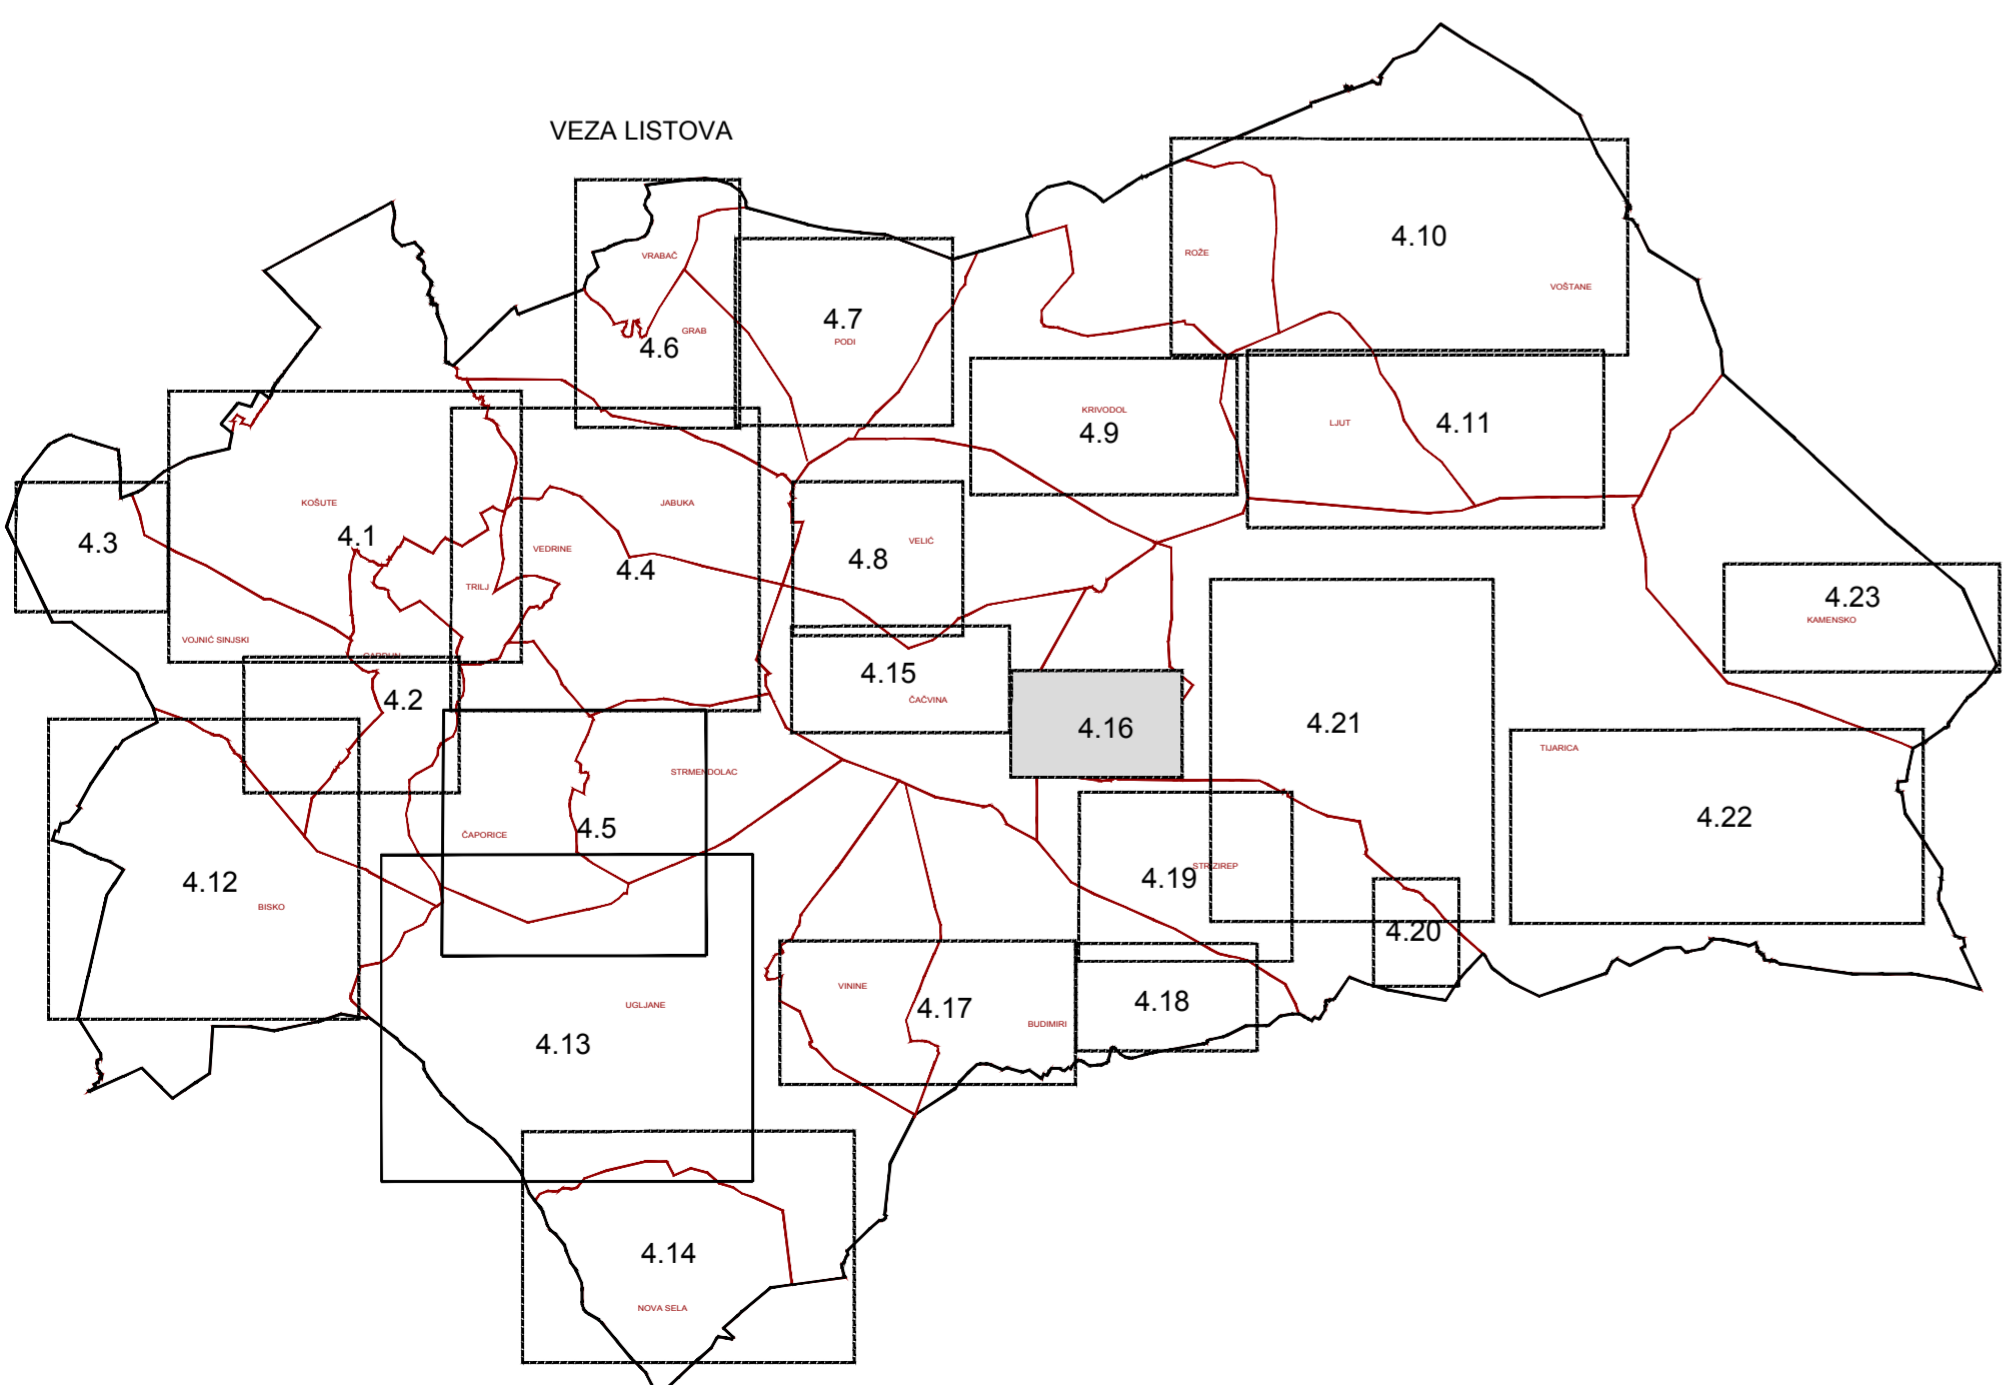 VEZA LISTOVA
4.10
ROŽE
VOŠTANE
VRABAČ
GRAB
4.6
4.7
PODI
KRIVODOL
4.9
LJUT
4.11
KOŠUTE
4.1
JABUKA
VEDRINE
4.4
TRILJ
4.3
VELIĆ
4.8
4.23
KAMENSKO
VOJNIĆ SINJSKI
GARDUN
4.2
4.15
ČAČVINA
4.16
4.21
TIJARICA
4.22
STRMENDOLAC
ČAPORICE
4.5
4.12
BISKO
4.19
STRIZIREP
4.20
VININE
4.17
BUDIMIRI
4.18
UGLJANE
4.13
4.14
NOVA SELA